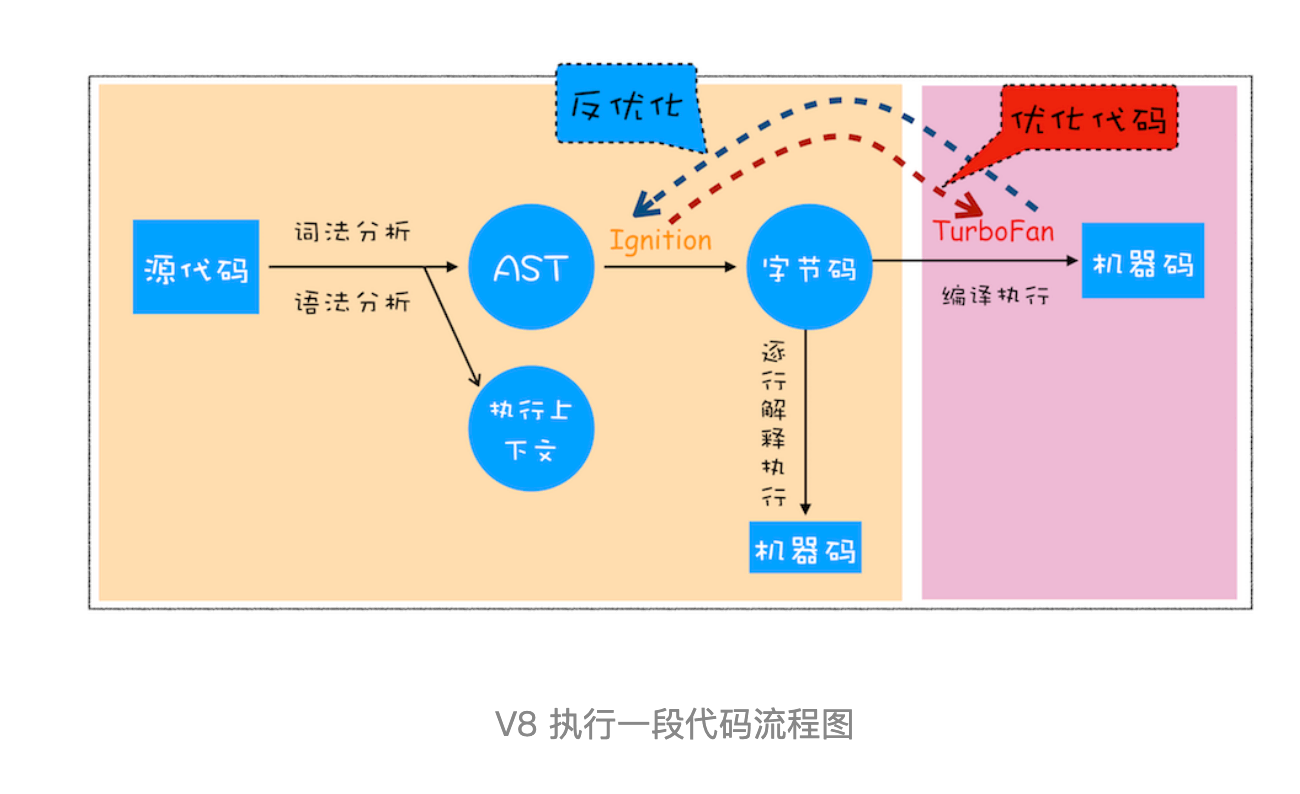 反优化
优化代码
源代码
词法分析
语法分析
AST
Ignition
字节码
TurboFan
编译执行
机器码
执行上
下文
逐
行
解
释
执
行
机器码
V8 执行一段代码流程图